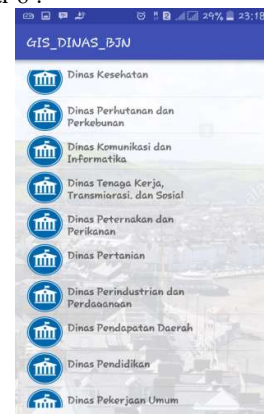 29% 23:18
GIS_DINAS_BJN
Dinas Kesehatan
Dinas Perhutanan dan
Perkebunan
Dinas Komunikasi dan
Informatika
Dinas Tenaga Kerja,
Transmigrasi, dan Sosial
Dinas Peternakan dan
Perikanan
Dinas Pertanian
Dinas Perindustrian dan
Perdagangan
Dinas Pendapatan Daerah
Dinas Pendidikan
Dinas Pekerjaan Umum